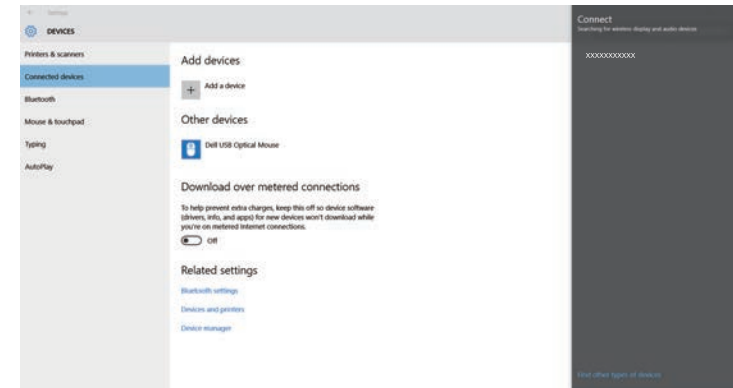 Settings
DEVICES
Printers & scanners
Connected devices
Bluetooth
Mouse & touchpad
Typing
AutoPlay
Add devices
Add a device
Other devices
Dell USB Optical Mouse
Download over metered connections
To help prevent extra charges, keep this off so device software
(drivers, info, and apps) for new devices won't download while
you're on metered Internet connections.
Off
Related settings
Bluetooth settings
Devices and printers
Device manager
Connect
Searching for wireless display and audio devices
xxxxxxxxxxx
Find other types of devices